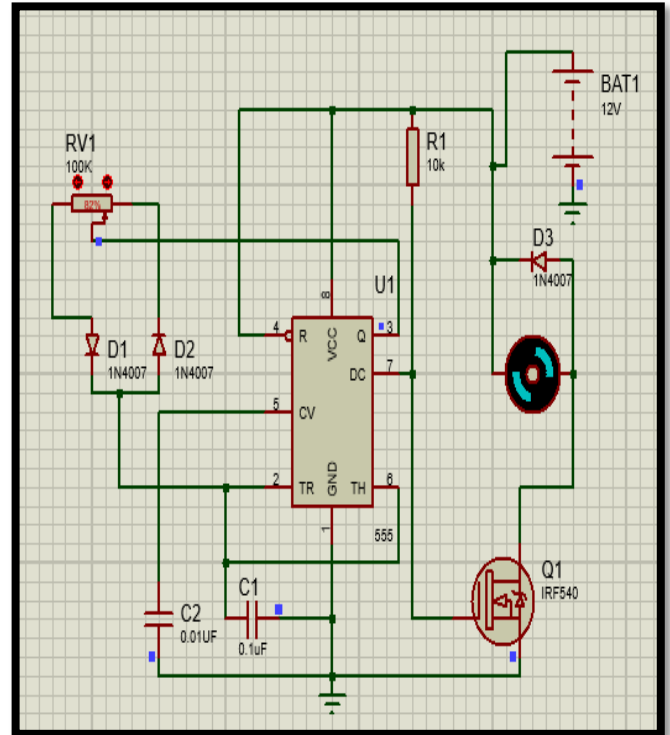 BAT1
12V
RV1
100K
82%
R1
10k
D3
1N4007
U1
8
VCC
4
R
Q
3
DC
7
D1
1N4007
D2
1N4007
5
CV
2
TR
GND
TH
6
1
555
C1
0.1uF
C2
0.01UF
Q1
IRF540